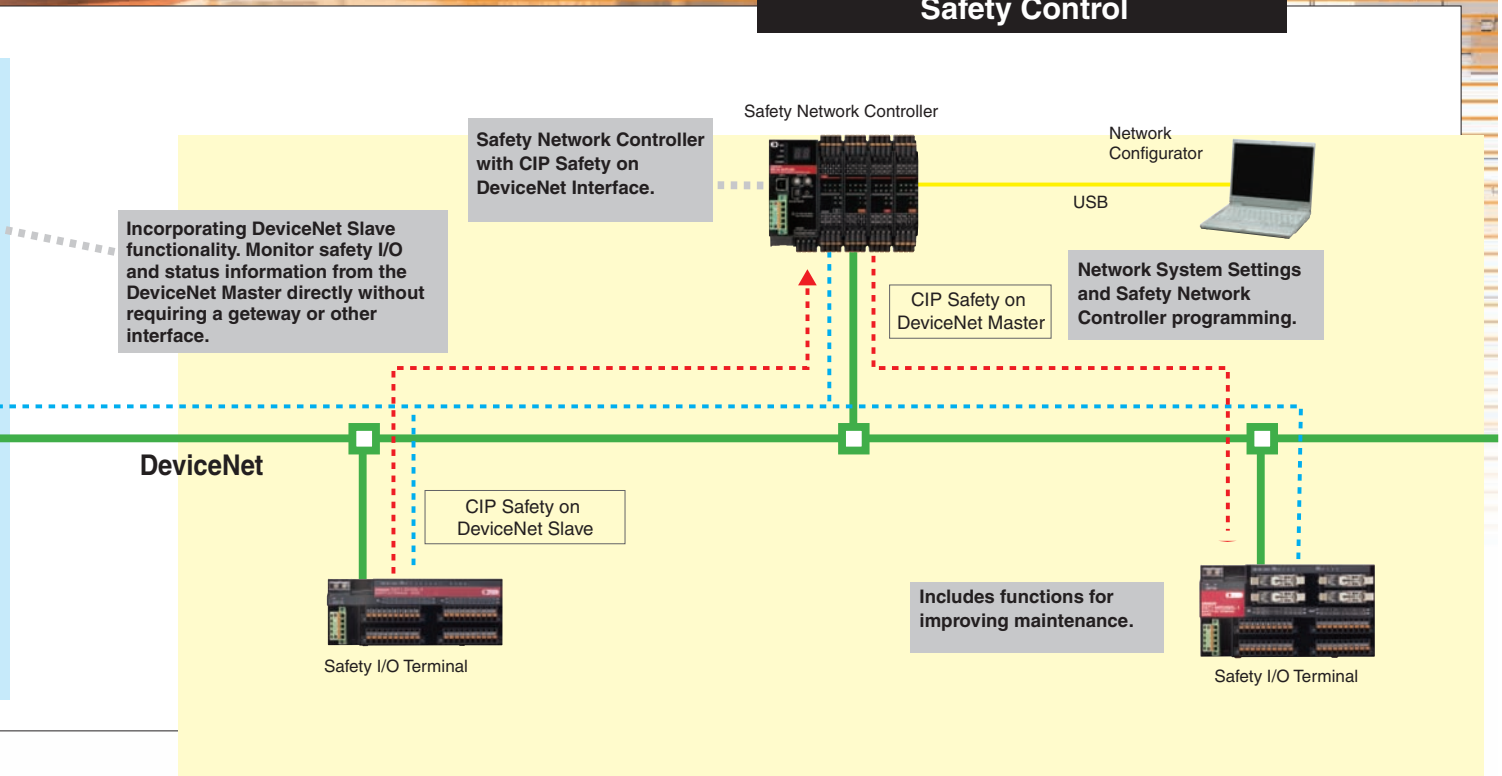 Safety Control
Safety Network Controller
Safety Network Controller
with CIP Safety on
DeviceNet Interface.
Network
Configurator
USB
Incorporating DeviceNet Slave
functionality. Monitor safety I/O
and status information from the
DeviceNet Master directly without
requiring a geteway or other
interface.
CIP Safety on
DeviceNet Master
Network System Settings
and Safety Network
Controller programming.
DeviceNet
CIP Safety on
DeviceNet Slave
Includes functions for
improving maintenance.
Safety I/O Terminal
Safety I/O Terminal